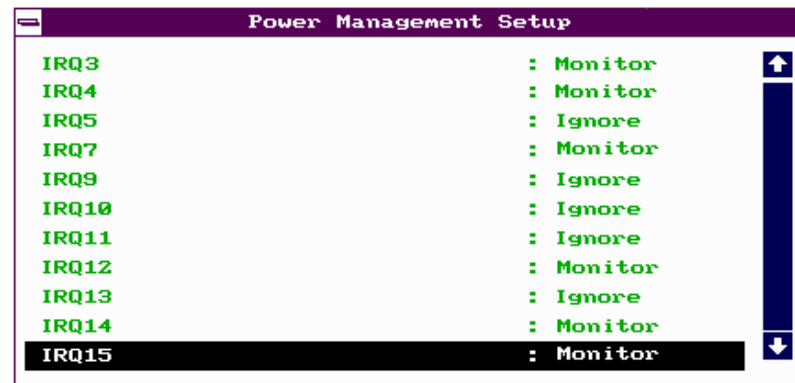 Power Management Setup
IRQ3 : Monitor
IRQ4 : Monitor
IRQ5 : Ignore
IRQ7 : Monitor
IRQ9 : Ignore
IRQ10 : Ignore
IRQ11 : Ignore
IRQ12 : Monitor
IRQ13 : Ignore
IRQ14 : Monitor
IRQ15 : Monitor